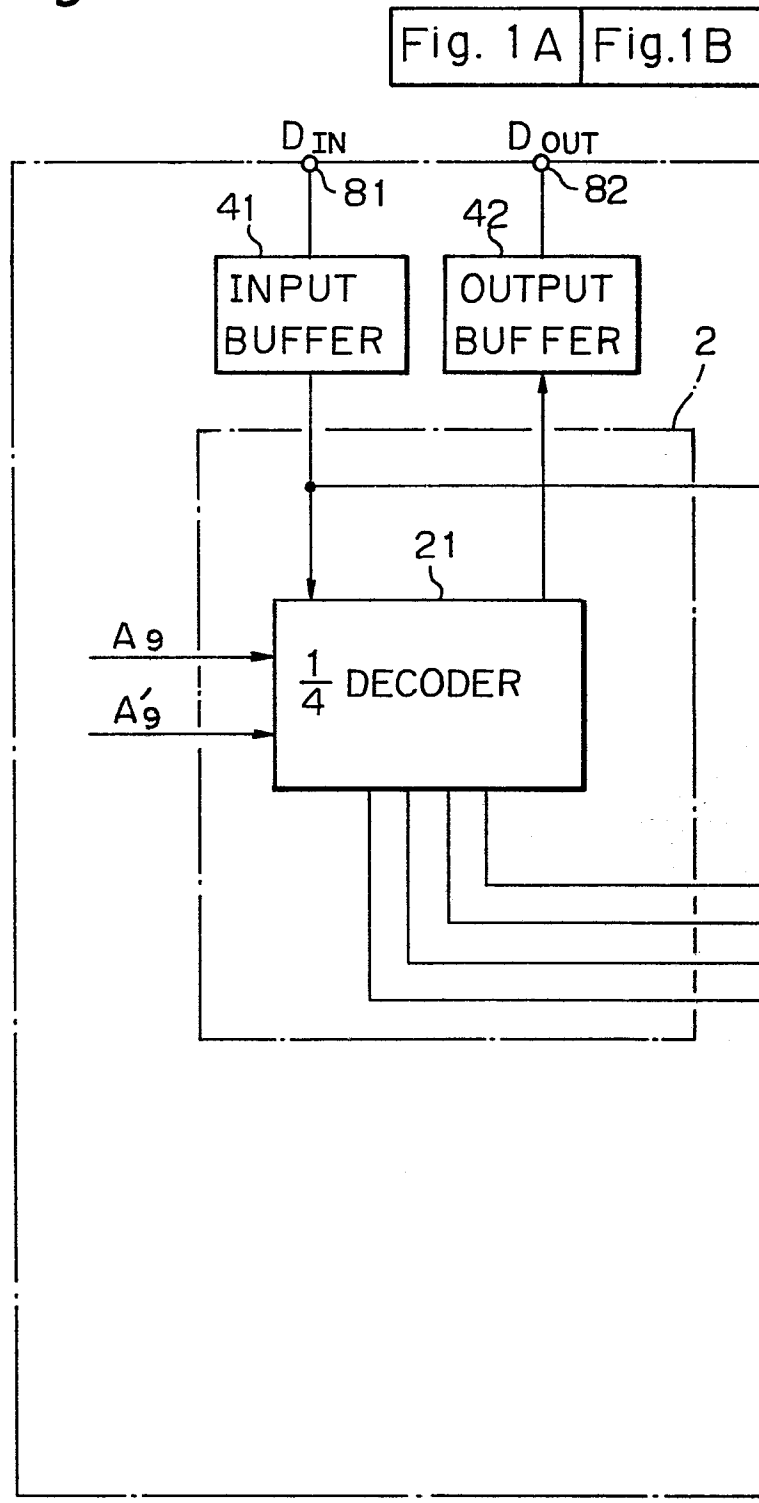 Fig. 1A Fig.1B
D IN D OUT
81 82
41 42
INPUT
BUFFER
OUTPUT
BUFFER
2
21
A9
1/4 DECODER
A'9